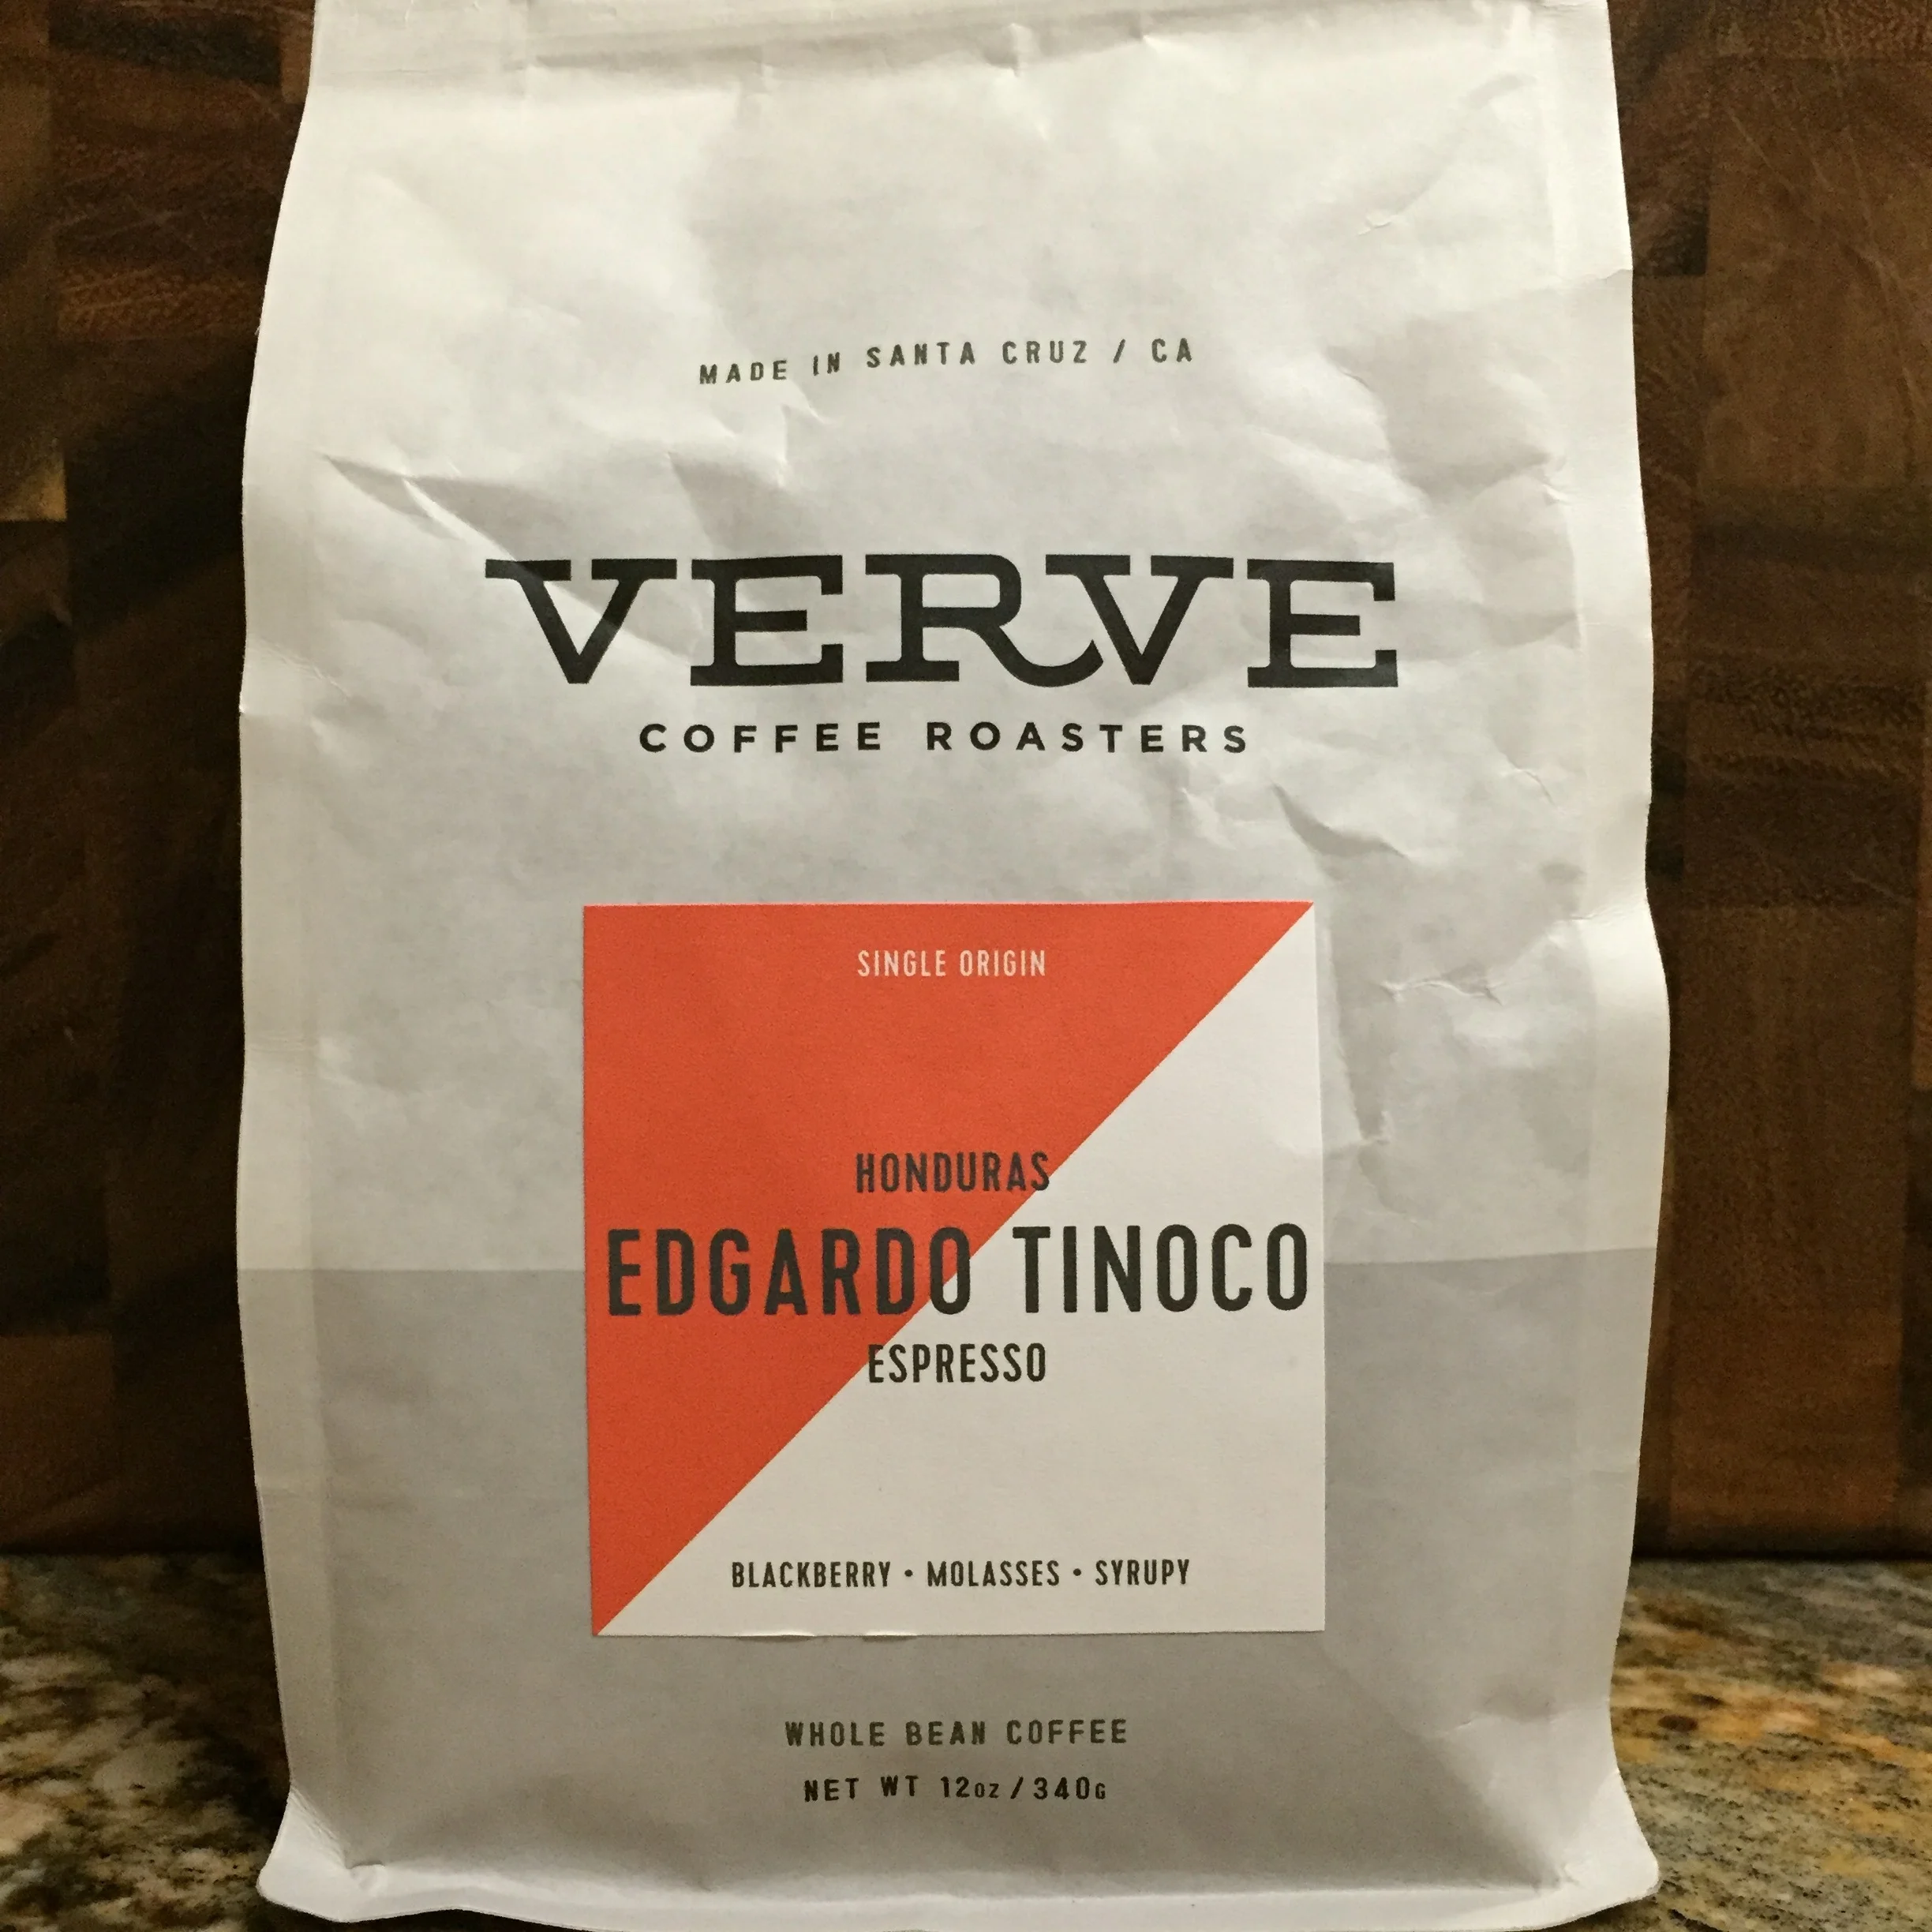 MADE IN SANTA CRUZ / CA
VERVE
COFFEE ROASTERS
SINGLE ORIGIN
HONDURAS
EDGARDO TINOCO
ESPRESSO
BLACKBERRY • MOLASSES • SYRUPY
WHOLE BEAN COFFEE
NET WT 12OZ / 340G